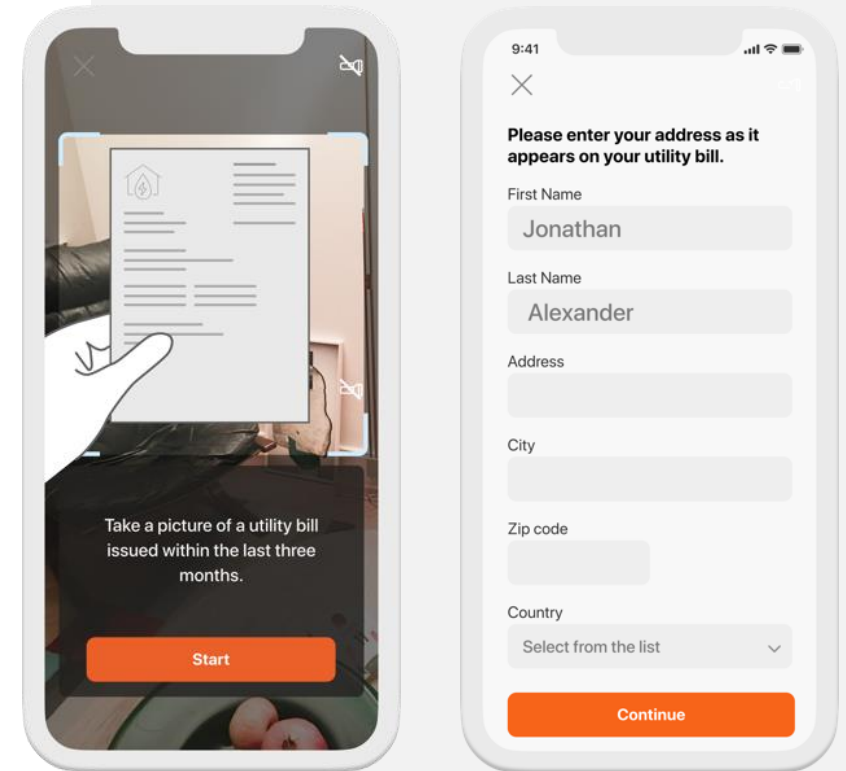 Take a picture of a utility bill
issued within the last three
months.
Start
9:41
Please enter your address as it
appears on your utility bill.
First Name
Jonathan
Last Name
Alexander
Address
City
Zip code
Country
Select from the list
Continue